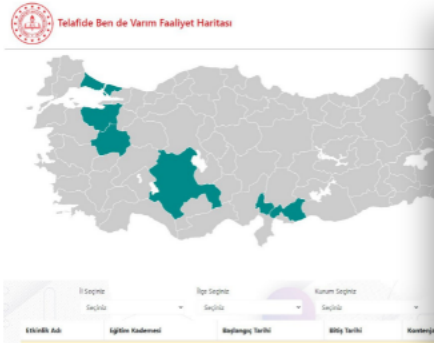 Telafide Ben de Varım Faaliyet Haritası
İl Seçiniz İlçe Seçiniz Kurum Seçiniz
Seçiniz Seçiniz Seçiniz
Etkinlik Adı Eğitim Kademesi Başlangıç Tarihi Bitiş Tarihi Kontenja